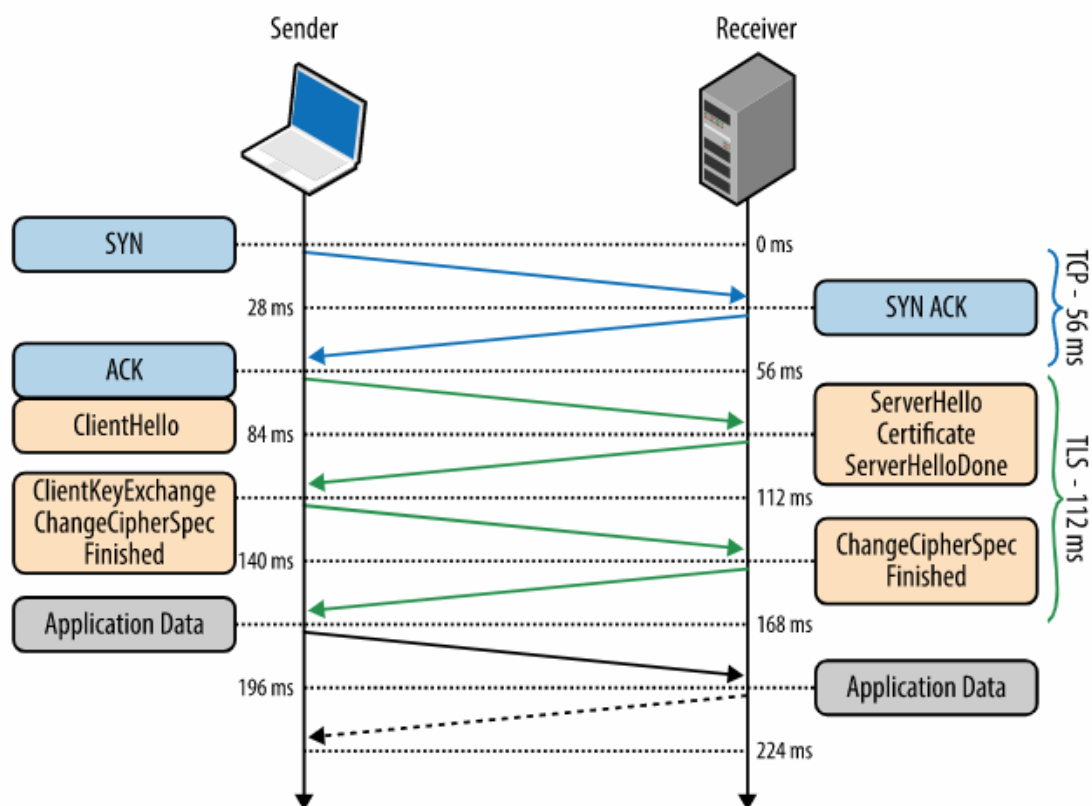 Sender
Receiver
SYN
0 ms
28 ms
SYN ACK
TCP - 56 ms
ACK
56 ms
ClientHello
84 ms
ServerHello
Certificate
ServerHelloDone
TLS - 112 ms
ClientKeyExchange
ChangeCipherSpec
Finished
112 ms
140 ms
ChangeCipherSpec
Finished
Application Data
168 ms
196 ms
Application Data
224 ms